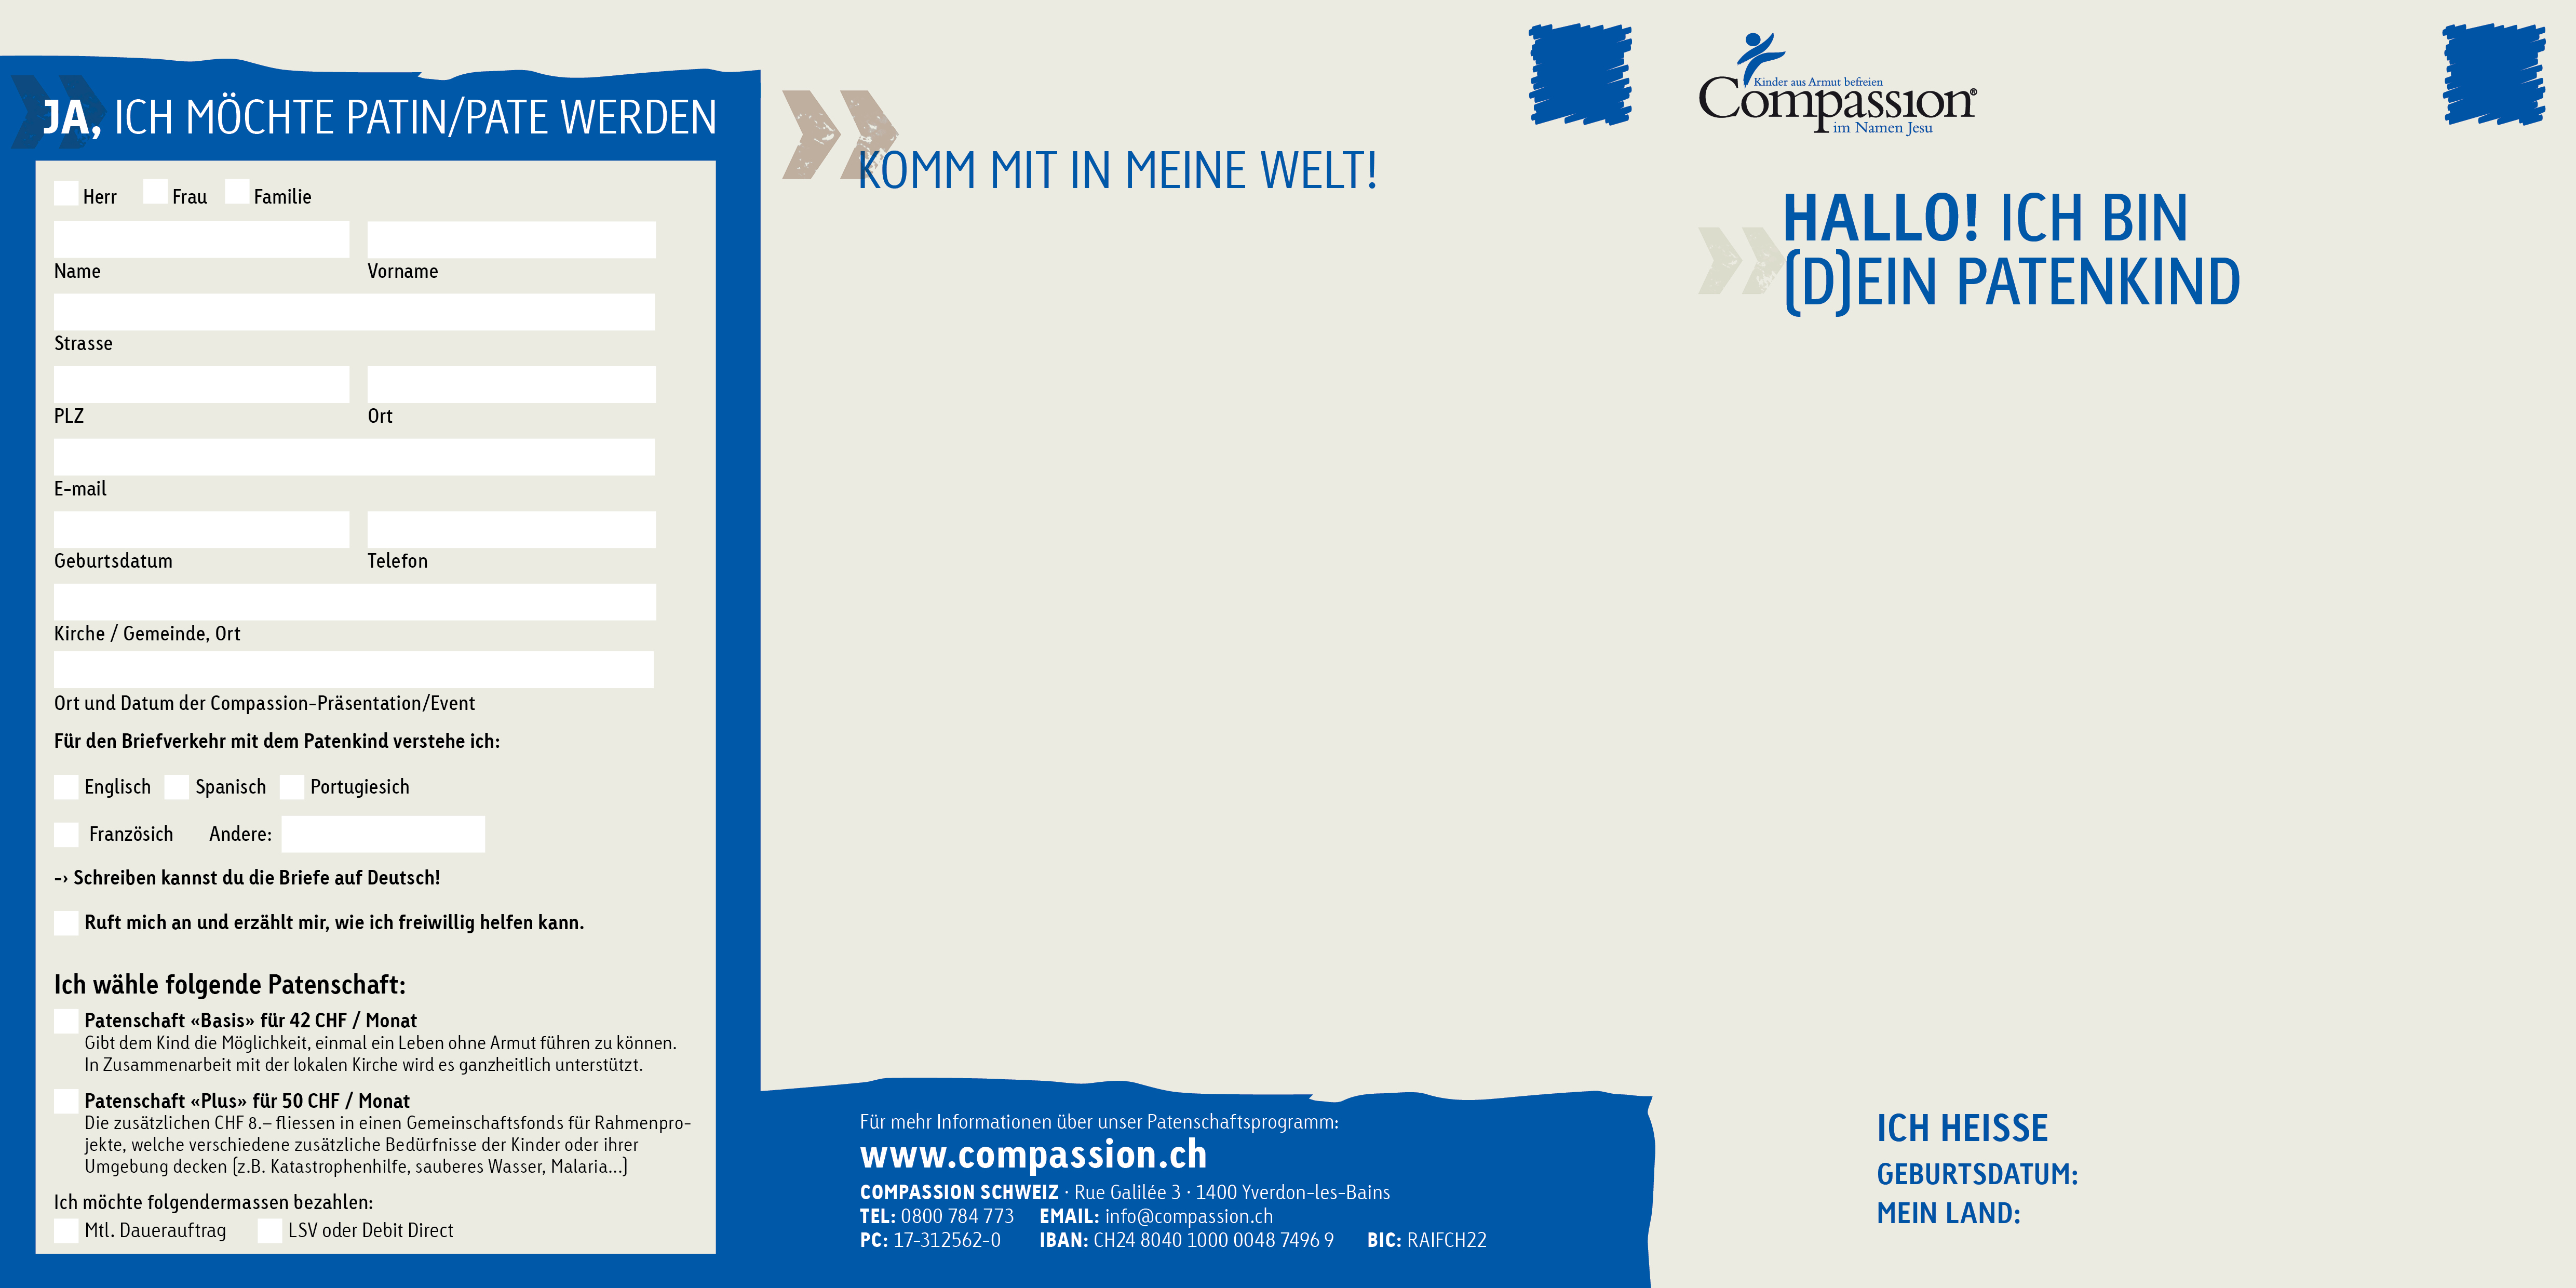 JA, ICH MÖCHTE PATIN/PATE WERDEN
Herr Frau Familie
Name Vorname
Strasse
PLZ Ort
E-mail
Geburtsdatum Telefon
Kirche / Gemeinde, Ort
Ort und Datum der Compassion-Präsentation/Event
Für den Briefverkehr mit dem Patenkind verstehe ich:
Englisch Spanisch Portugiesich
Französich Andere:
-› Schreiben kannst du die Briefe auf Deutsch!
Ruft mich an und erzählt mir, wie ich freiwillig helfen kann.
Ich wähle folgende Patenschaft:
Patenschaft «Basis» für 42 CHF / Monat
Gibt dem Kind die Möglichkeit, einmal ein Leben ohne Armut führen zu können.
In Zusammenarbeit mit der lokalen Kirche wird es ganzheitlich unterstützt.
Patenschaft «Plus» für 50 CHF / Monat
Die zusätzlichen CHF 8.– fliessen in einen Gemeinschaftsfonds für Rahmenpro-
jekte, welche verschiedene zusätzliche Bedürfnisse der Kinder oder ihrer
Umgebung decken (z.B. Katastrophenhilfe, sauberes Wasser, Malaria...)
Ich möchte folgendermassen bezahlen:
Mtl. Dauerauftrag LSV oder Debit Direct
KOMM MIT IN MEINE WELT!
Für mehr Informationen über unser Patenschaftsprogramm:
www.compassion.ch
COMPASSION SCHWEIZ · Rue Galilée 3 · 1400 Yverdon-les-Bains
TEL: 0800 784 773 EMAIL: info@compassion.ch
PC: 17-312562-0 IBAN: CH24 8040 1000 0048 7496 9 BIC: RAIFCH22
Kinder aus Armut befreien
Compassion®
im Namen Jesu
HALLO! ICH BIN
(D)EIN PATENKIND
ICH HEISSE
GEBURTSDATUM:
MEIN LAND: